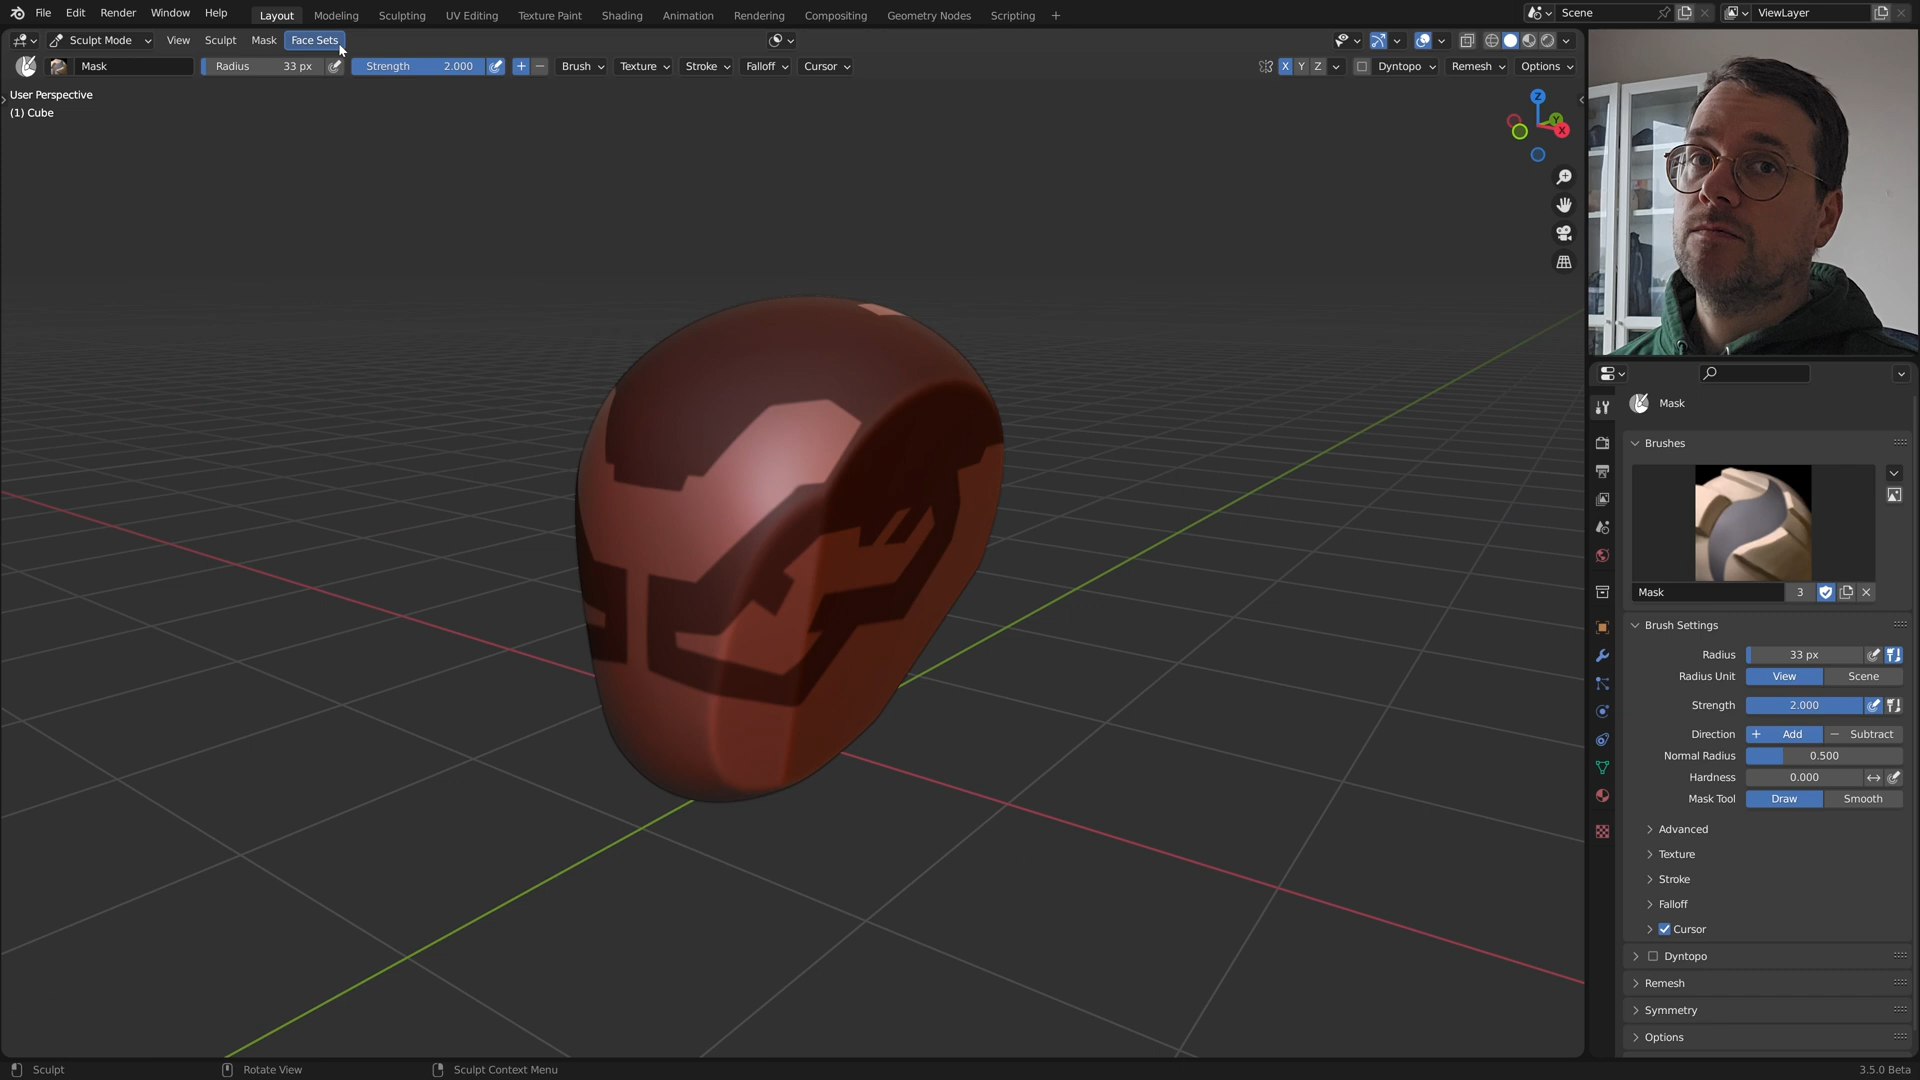 File Edit Render Window Help Layout Modeling Sculpting UV Editing Texture Paint Shading Animation Rendering Compositing Geometry Nodes Scripting + Scene ViewLayer
Sculpt Mode View Sculpt Mask Face Sets
Mask Radius 33 px Strength 2.000 + − Brush Texture Stroke Falloff Cursor X Y Z Dyntopo Remesh Options
User Perspective
(1) Cube
Z
Y
X
Mask
Brushes
Mask 3
Brush Settings
Radius 33 px
Radius Unit View Scene
Strength 2.000
Direction + Add − Subtract
Normal Radius 0.500
Hardness 0.000
Mask Tool Draw Smooth
Advanced
Texture
Stroke
Falloff
Cursor
Dyntopo
Remesh
Symmetry
Options
Sculpt Rotate View Sculpt Context Menu 3.5.0 Beta